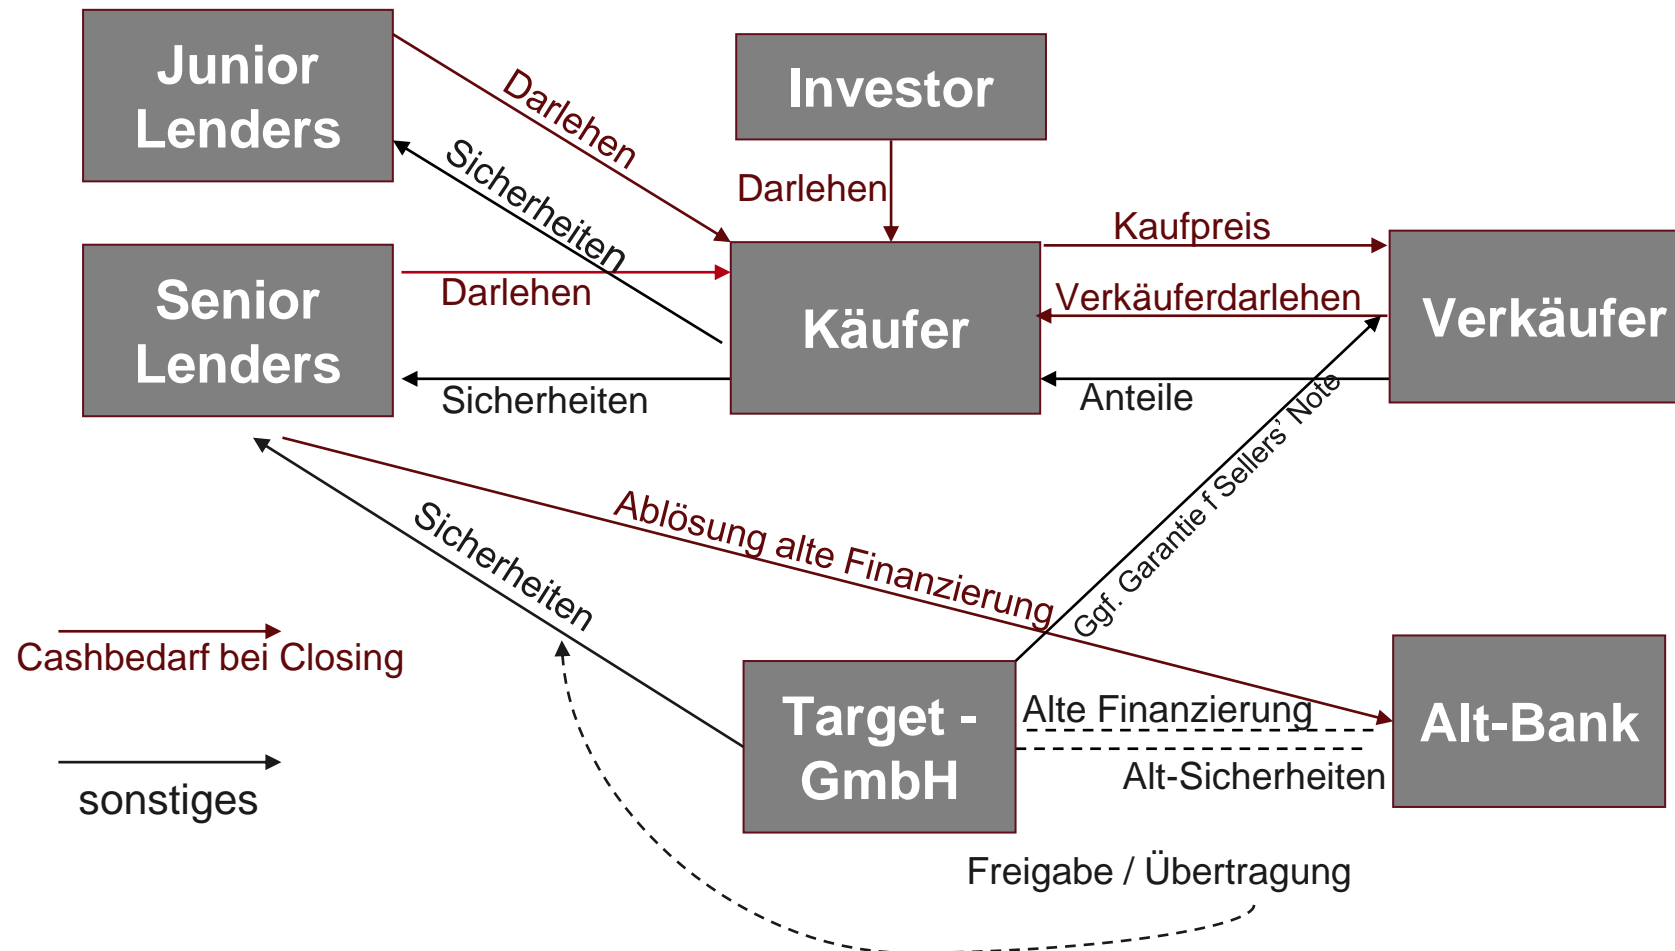 Junior
Lenders
Darlehen
Investor
Sicherheiten
Darlehen
Kaufpreis
Senior
Lenders
Darlehen
Käufer
Verkäuferdarlehen
Verkäufer
Sicherheiten
Anteile
Ggf. Garantie f Sellers’ Note
Ablösung alte Finanzierung
Sicherheiten
Cashbedarf bei Closing
Target -
GmbH
Alte Finanzierung
Alt-Bank
Alt-Sicherheiten
sonstiges
Freigabe / Übertragung